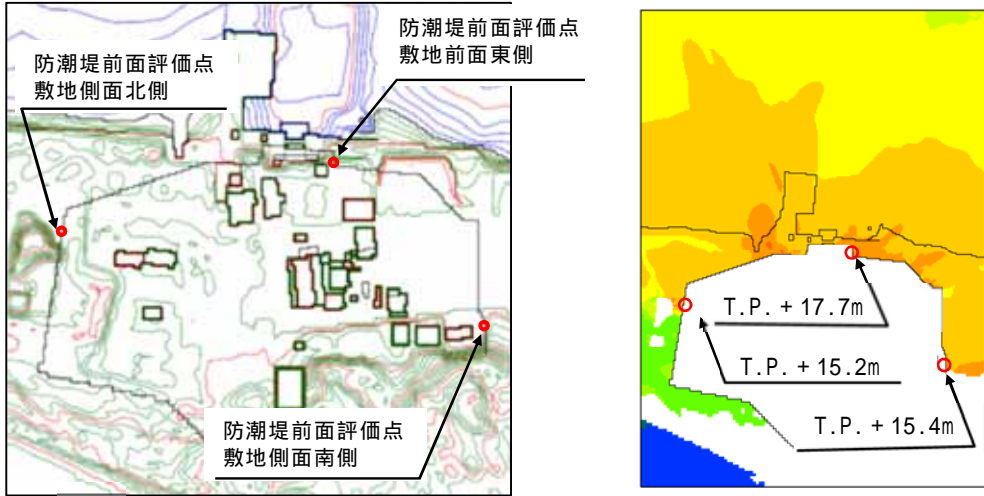 防潮堤前面評価点
敷地側面北側
防潮堤前面評価点
敷地前面東側
防潮堤前面評価点
敷地側面南側
T.P.+17.7m
T.P.+15.2m
T.P.+15.4m